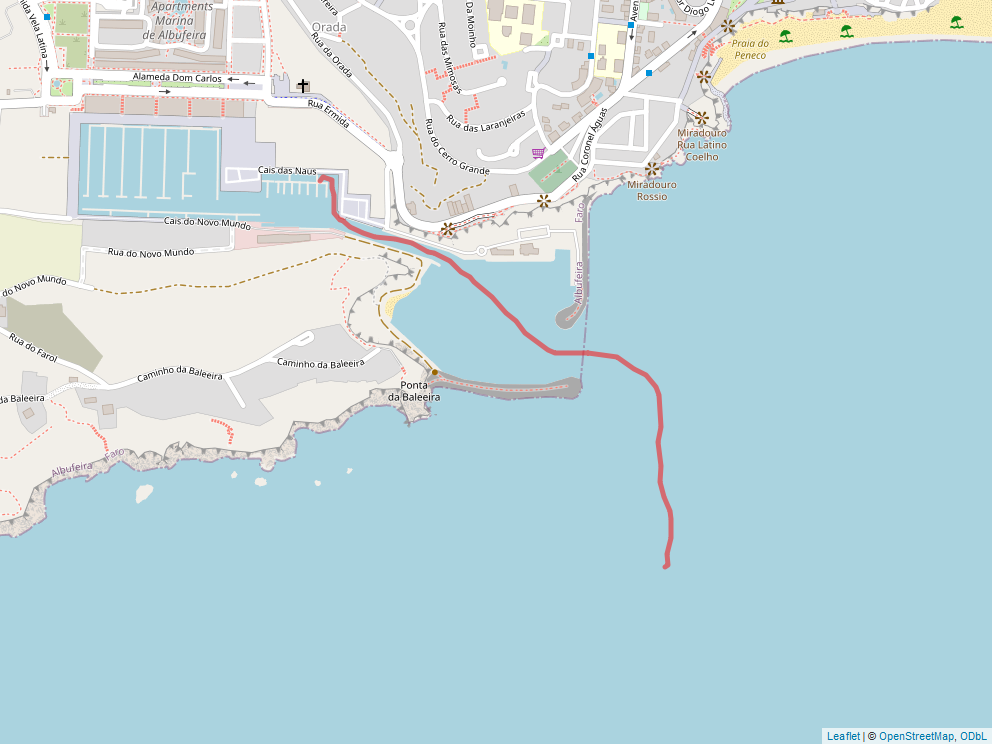 Apartments
Marina
de Albufeira
Orada
Rua da Orada
Rua das Mimosas
Da Moinho
Praia do
Peneco
Alameda Dom Carlos
Rua Ermida
Rua das Laranjeiras
Rua do Cerro Grande
Rua Coronel Águas
Miradouro
Rua Latino
Coelho
Cais das Naus
Miradouro
Rossio
Cais do Novo Mundo
Faro
Albufeira
Rua do Novo Mundo
do Novo Mundo
Rua do Farol
Caminho da Baleeira
Caminho da Baleeira
Ponta
da Baleeira
da Baleeira
Albufeira
Faro
Leaflet | © OpenStreetMap, ODbL